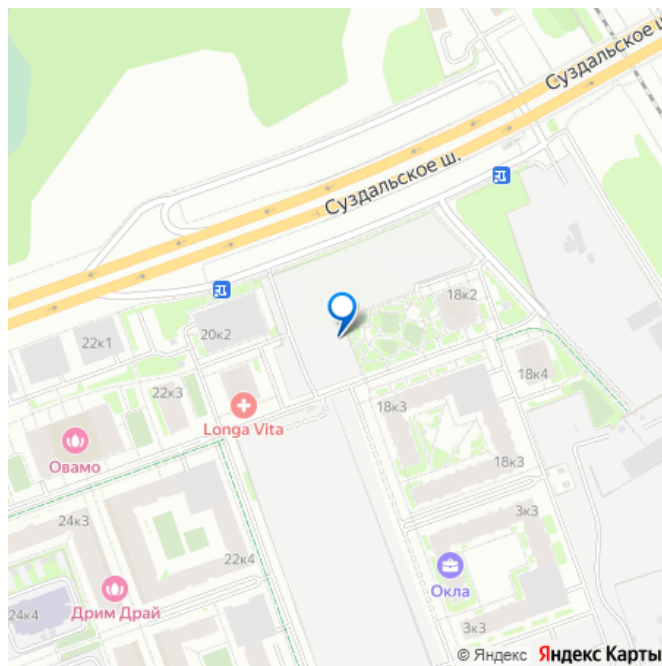 Суздальское ш
Суздальское ш.
18к2
20к2
22к1
18к4
22к3
18к3
Longa Vita
Овамо
18к3
24к3
3к3
22к4
Окла
Дрим Драй
24к4
3к3
© Яндекс Яндекс Карты